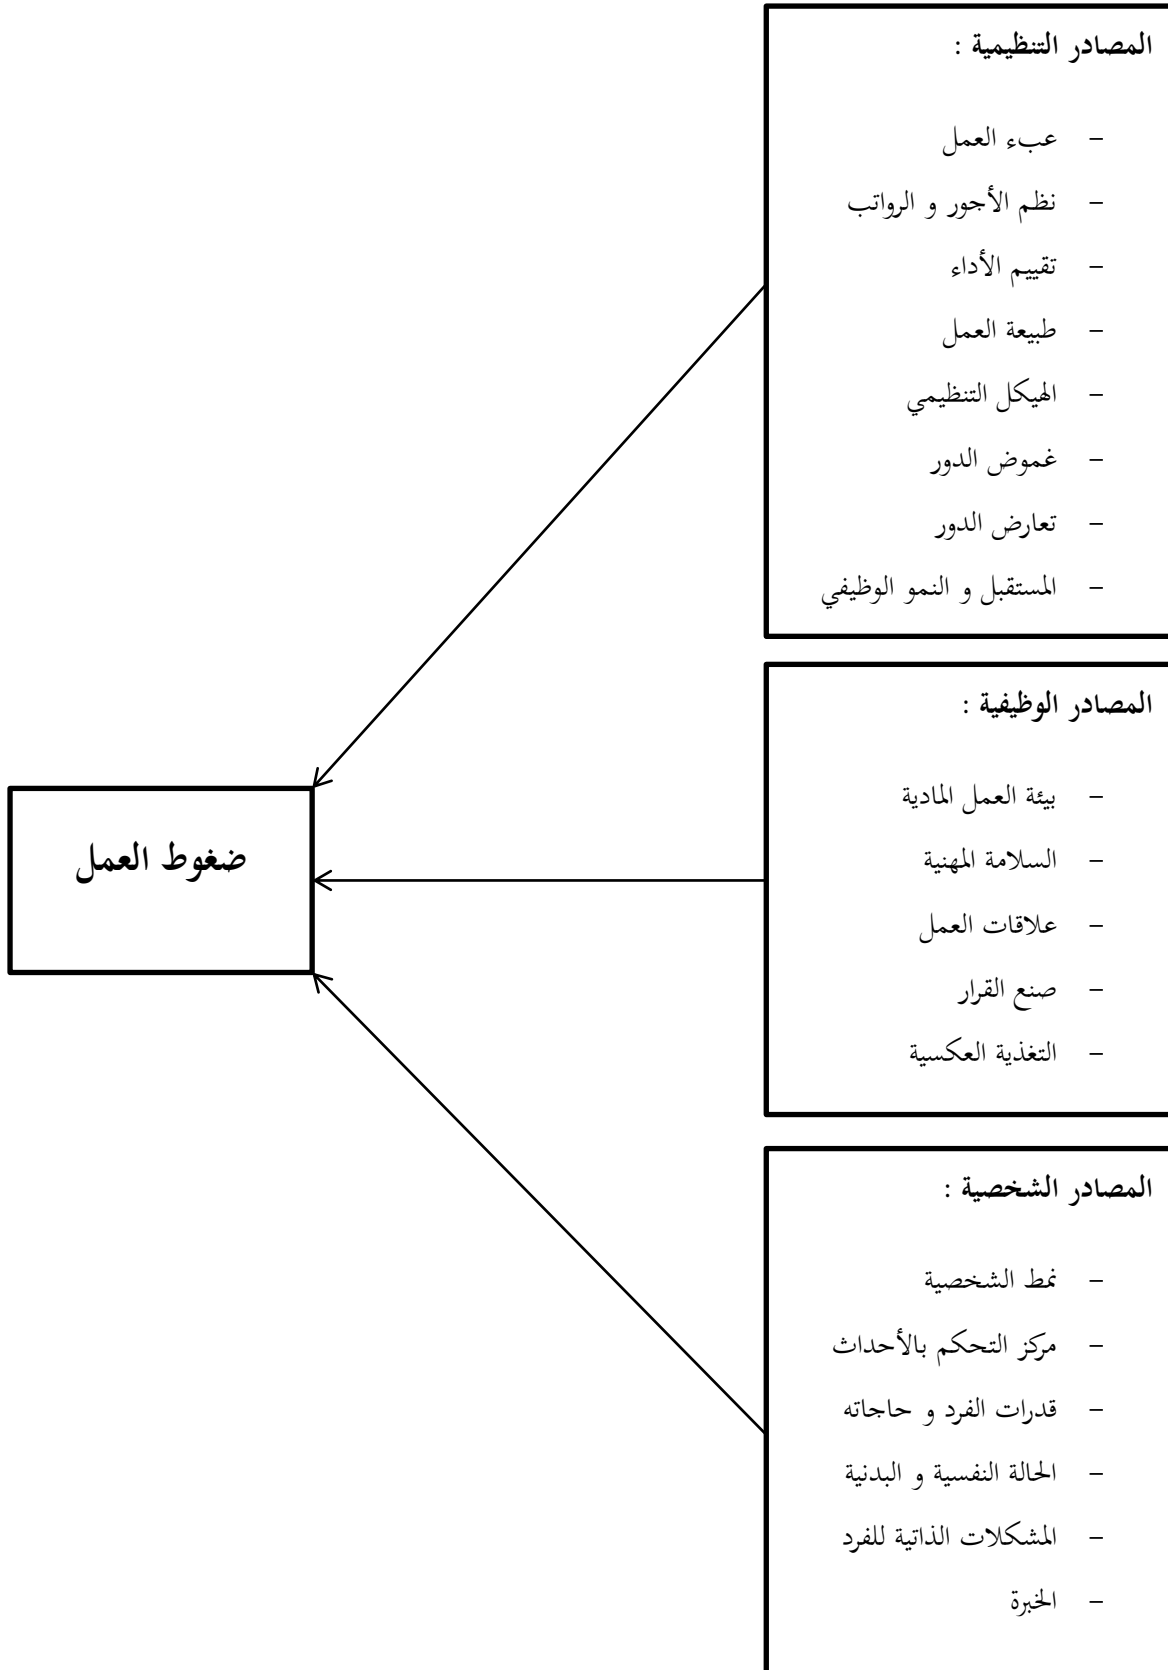 المصادر التنظيمية :
– عبء العمل
– نظم الأجور و الرواتب
– تقييم الأداء
– طبيعة العمل
– الهيكل التنظيمي
– غموض الدور
– تعارض الدور
– المستقبل و النمو الوظيفي
المصادر الوظيفية :
– بيئة العمل المادية
– السلامة المهنية
– علاقات العمل
– صنع القرار
– التغذية العكسية
ضغوط العمل
المصادر الشخصية :
– نمط الشخصية
– مركز التحكم بالأحداث
– قدرات الفرد و حاجاته
– الحالة النفسية و البدنية
– المشكلات الذاتية للفرد
– الخبرة